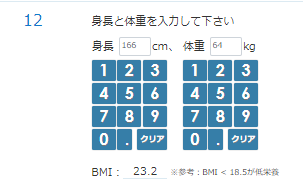 12 身長と体重を入力して下さい
身長 166 cm、 体重 64 kg
1 2 3 1 2 3
4 5 6 4 5 6
7 8 9 7 8 9
0 . クリア 0 . クリア
BMI： 23.2 ※参考：BMI < 18.5が低栄養